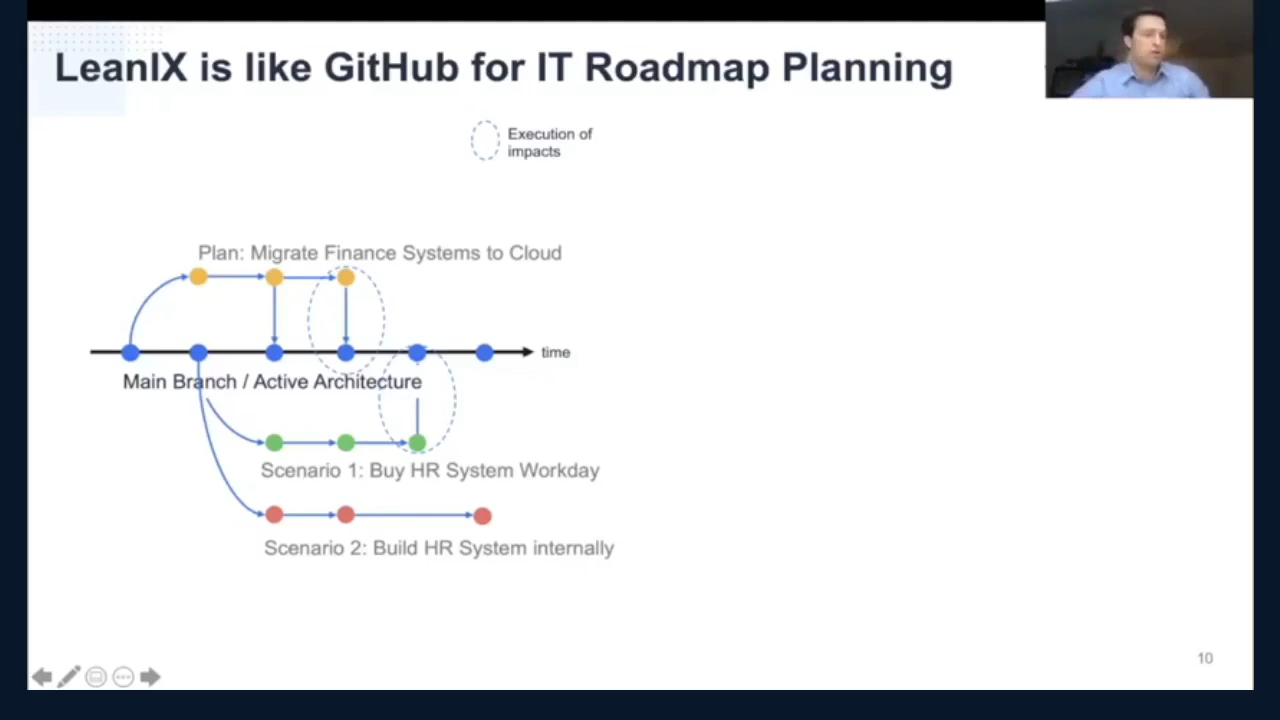 LeanIX is like GitHub for IT Roadmap Planning
Execution of
impacts
Plan: Migrate Finance Systems to Cloud
time
Main Branch / Active Architecture
Scenario 1: Buy HR System Workday
Scenario 2: Build HR System internally
10